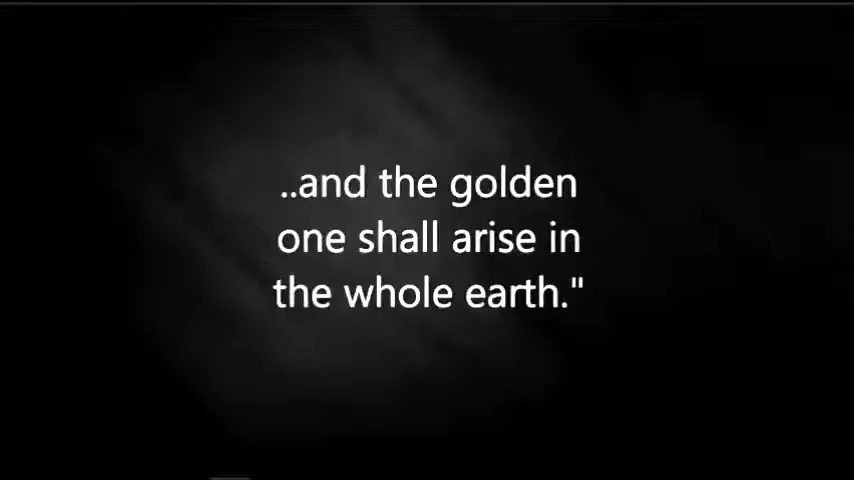 ..and the golden
one shall arise in
the whole earth."